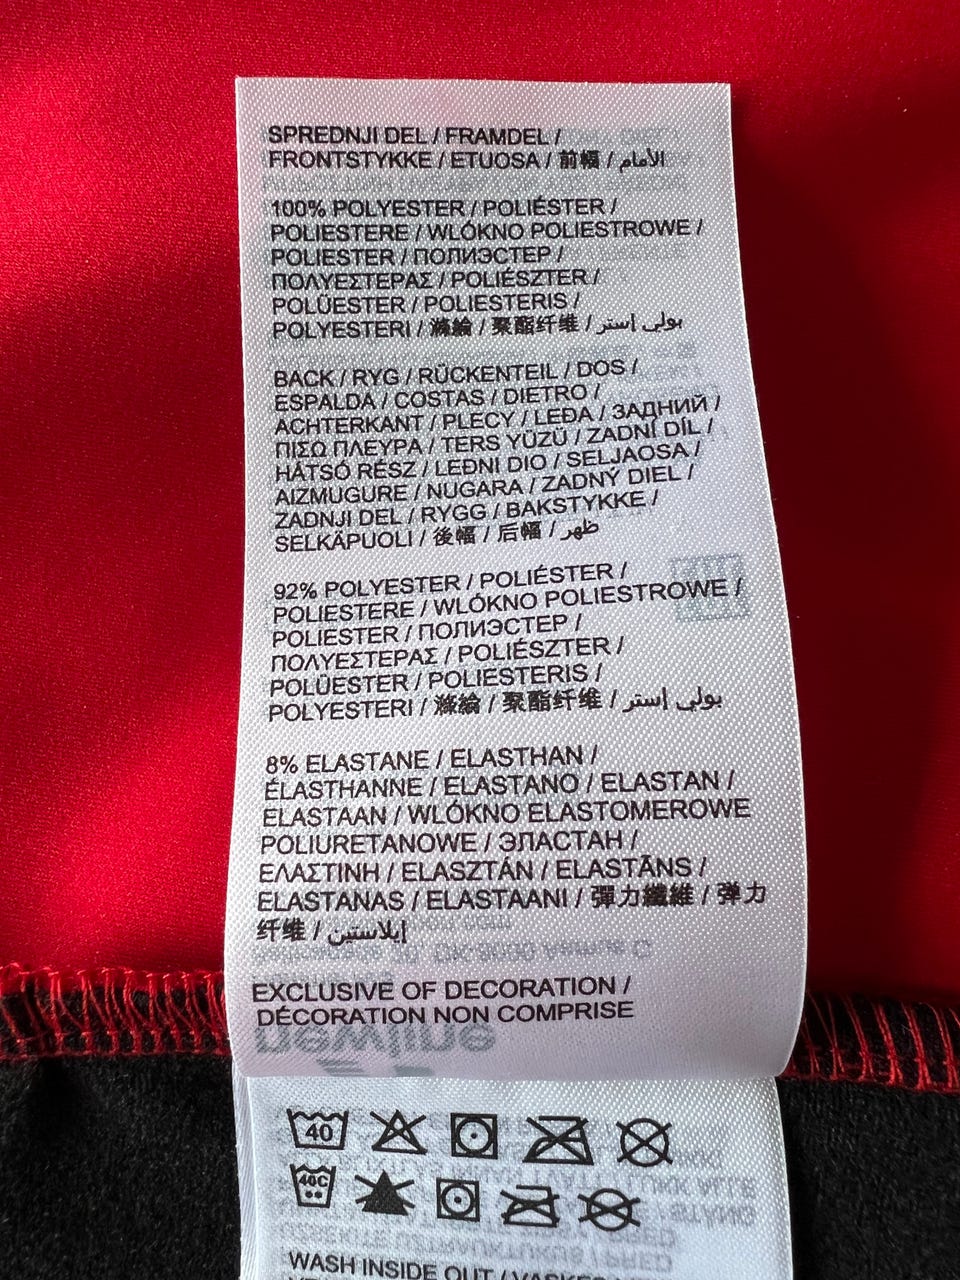 SPREDNJI DEL / FRAMDEL /
FRONTSTYKKE / ETUOSA / 前幅 / الأمام
100% POLYESTER / POLIÉSTER /
POLIESTERE / WLÓKNO POLIESTROWE /
POLIESTER / ПОЛИЭСТЕР /
ΠΟΛΥΕΣΤΕΡΑΣ / POLIÉSZTER /
POLÜESTER / POLIESTERIS /
POLYESTERI / 滌綸 / 聚酯纤维 / بولي إستر
BACK / RYG / RÜCKENTEIL / DOS /
ESPALDA / COSTAS / DIETRO /
ACHTERKANT / PLECY / LEĐA / ЗАДНИЙ /
ΠΙΣΩ ΠΛΕΥΡΑ / TERS YÜZÜ / ZADNÍ DÍL /
HÁTSÓ RÉSZ / LEĐNI DIO / SELJAOSA /
AIZMUGURE / NUGARA / ZADNÝ DIEL /
ZADNJI DEL / RYGG / BAKSTYKKE /
SELKÄPUOLI / 後幅 / 后幅 / ظهر
92% POLYESTER / POLIÉSTER /
POLIESTERE / WLÓKNO POLIESTROWE /
POLIESTER / ПОЛИЭСТЕР /
ΠΟΛΥΕΣΤΕΡΑΣ / POLIÉSZTER /
POLÜESTER / POLIESTERIS /
POLYESTERI / 滌綸 / 聚酯纤维 / بولي إستر
8% ELASTANE / ELASTHAN /
ÉLASTHANNE / ELASTANO / ELASTAN /
ELASTAAN / WLÓKNO ELASTOMEROWE
POLIURETANOWE / ЭЛАСТАН /
ΕΛΑΣΤΙΝΗ / ELASZTÁN / ELASTĀNS /
ELASTANAS / ELASTAANI / 彈力纖維 / 弹力
纤维 / إيلاستين
EXCLUSIVE OF DECORATION /
DÉCORATION NON COMPRISE
newline
40
40C
WASH INSIDE OUT /